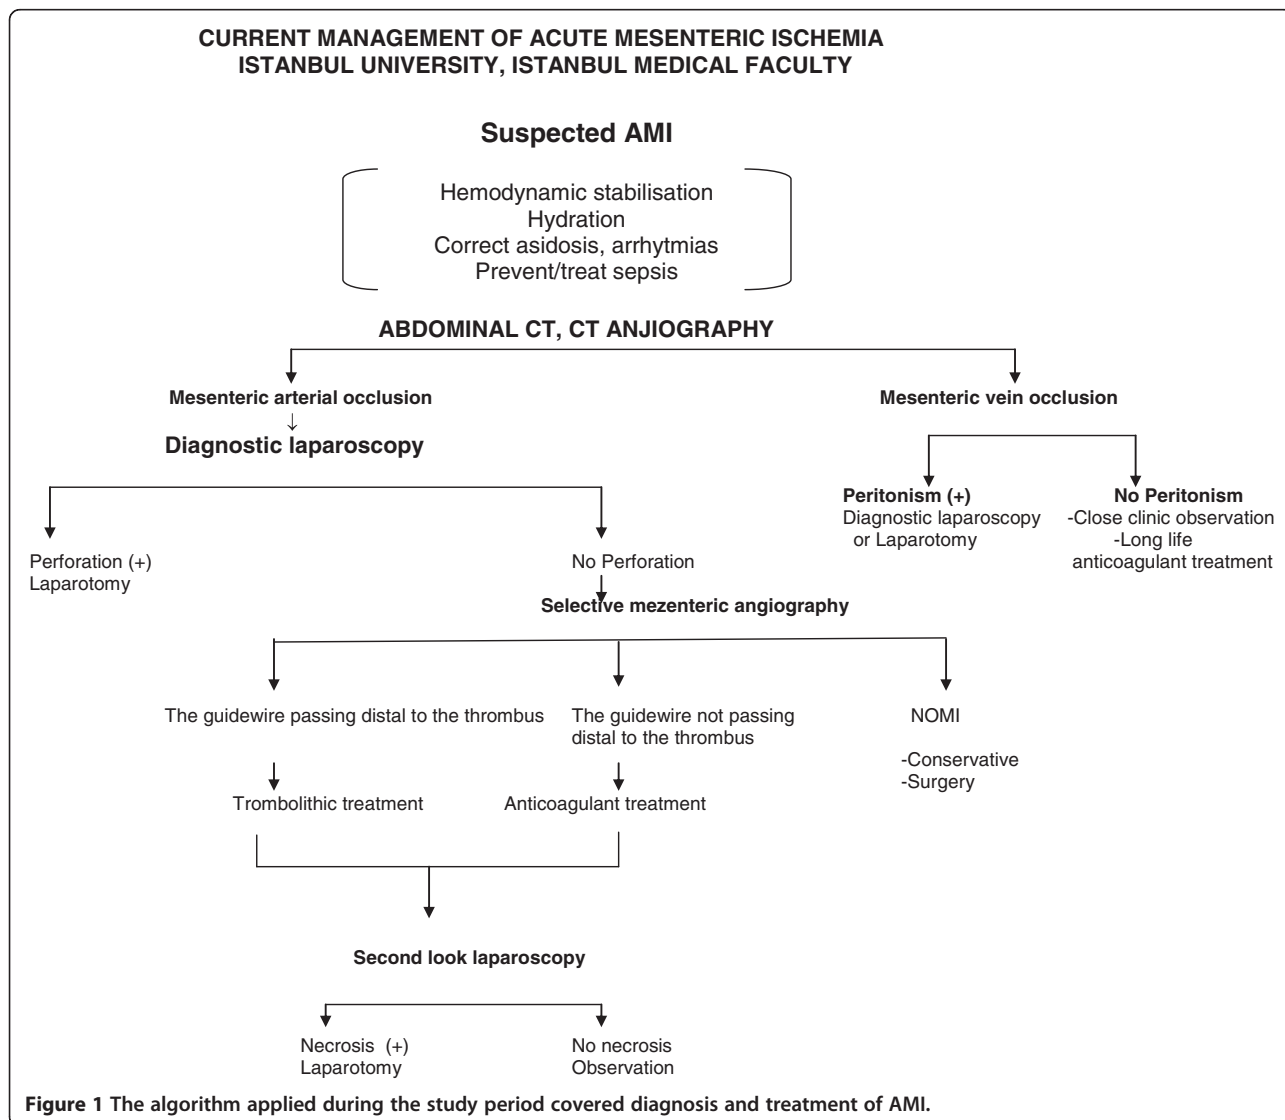 CURRENT MANAGEMENT OF ACUTE MESENTERIC ISCHEMIA
ISTANBUL UNIVERSITY, ISTANBUL MEDICAL FACULTY
Suspected AMI
Hemodynamic stabilisation
Hydration
Correct asidosis, arrhytmias
Prevent/treat sepsis
ABDOMINAL CT, CT ANJIOGRAPHY
Mesenteric arterial occlusion
Mesenteric vein occlusion
Diagnostic laparoscopy
Peritonism (+)
Diagnostic laparoscopy
or Laparotomy
No Peritonism
-Close clinic observation
-Long life
anticoagulant treatment
Perforation (+)
Laparotomy
No Perforation
Selective mezenteric angiography
The guidewire passing distal to the thrombus
The guidewire not passing
distal to the thrombus
NOMI
-Conservative
-Surgery
Trombolithic treatment
Anticoagulant treatment
Second look laparoscopy
Necrosis (+)
Laparotomy
No necrosis
Observation
Figure 1 The algorithm applied during the study period covered diagnosis and treatment of AMI.